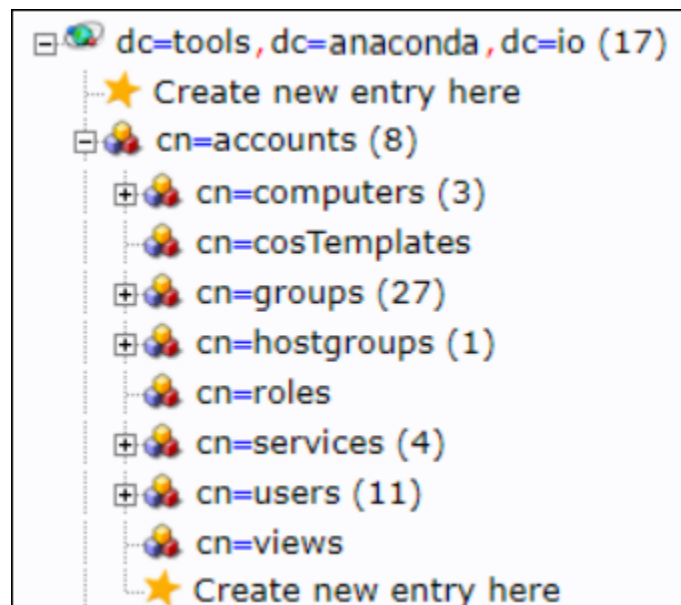 dc=tools,dc=anaconda,dc=io (17)
Create new entry here
cn=accounts (8)
cn=computers (3)
cn=cosTemplates
cn=groups (27)
cn=hostgroups (1)
cn=roles
cn=services (4)
cn=users (11)
cn=views
Create new entry here